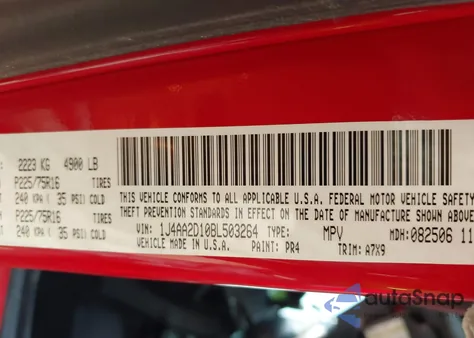 2223 KG 4900 LB
P225/75R16 TIRES
240 KPA ( 35 PSI) COLD
P225/75R16 TIRES
240 KPA ( 35 PSI) COLD
THIS VEHICLE CONFORMS TO ALL APPLICABLE U.S.A. FEDERAL MOTOR VEHICLE SAFETY
THEFT PREVENTION STANDARDS IN EFFECT ON THE DATE OF MANUFACTURE SHOWN ABOVE
VIN: 1J4AA2D10BL503264 TYPE: MPV MDH: 082506 11
MADE IN U.S.A. PAINT: PR4 TRIM: A7X9
autoSnap